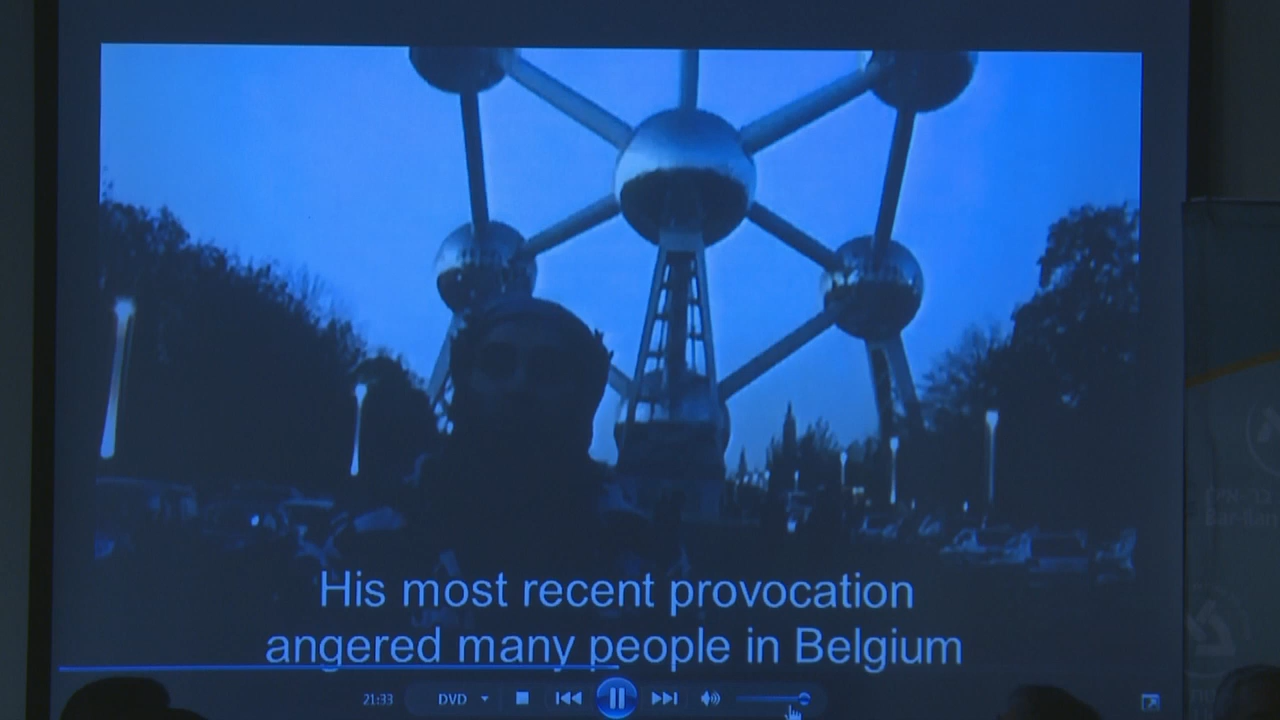 His most recent provocation
angered many people in Belgium
21:33
DVD